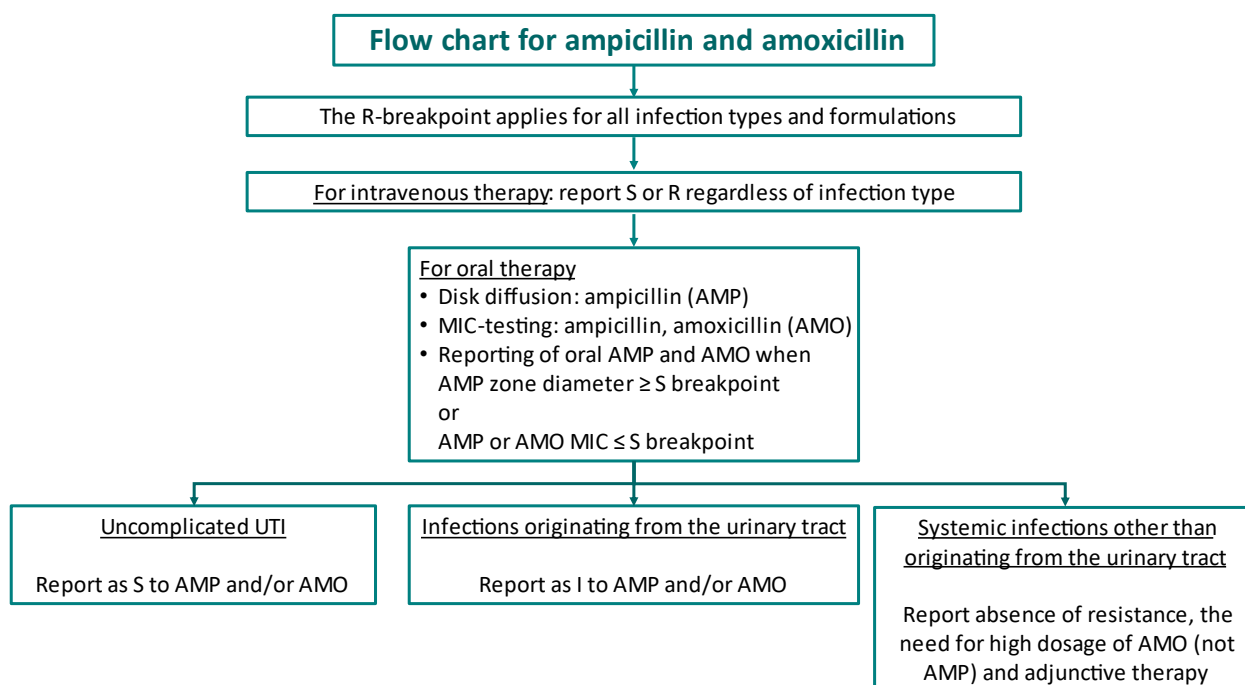 Flow chart for ampicillin and amoxicillin
The R-breakpoint applies for all infection types and formulations
For intravenous therapy: report S or R regardless of infection type
For oral therapy
• Disk diffusion: ampicillin (AMP)
• MIC-testing: ampicillin, amoxicillin (AMO)
• Reporting of oral AMP and AMO when
AMP zone diameter ≥ S breakpoint
or
AMP or AMO MIC ≤ S breakpoint
Uncomplicated UTI
Report as S to AMP and/or AMO
Infections originating from the urinary tract
Report as I to AMP and/or AMO
Systemic infections other than
originating from the urinary tract
Report absence of resistance, the
need for high dosage of AMO (not
AMP) and adjunctive therapy